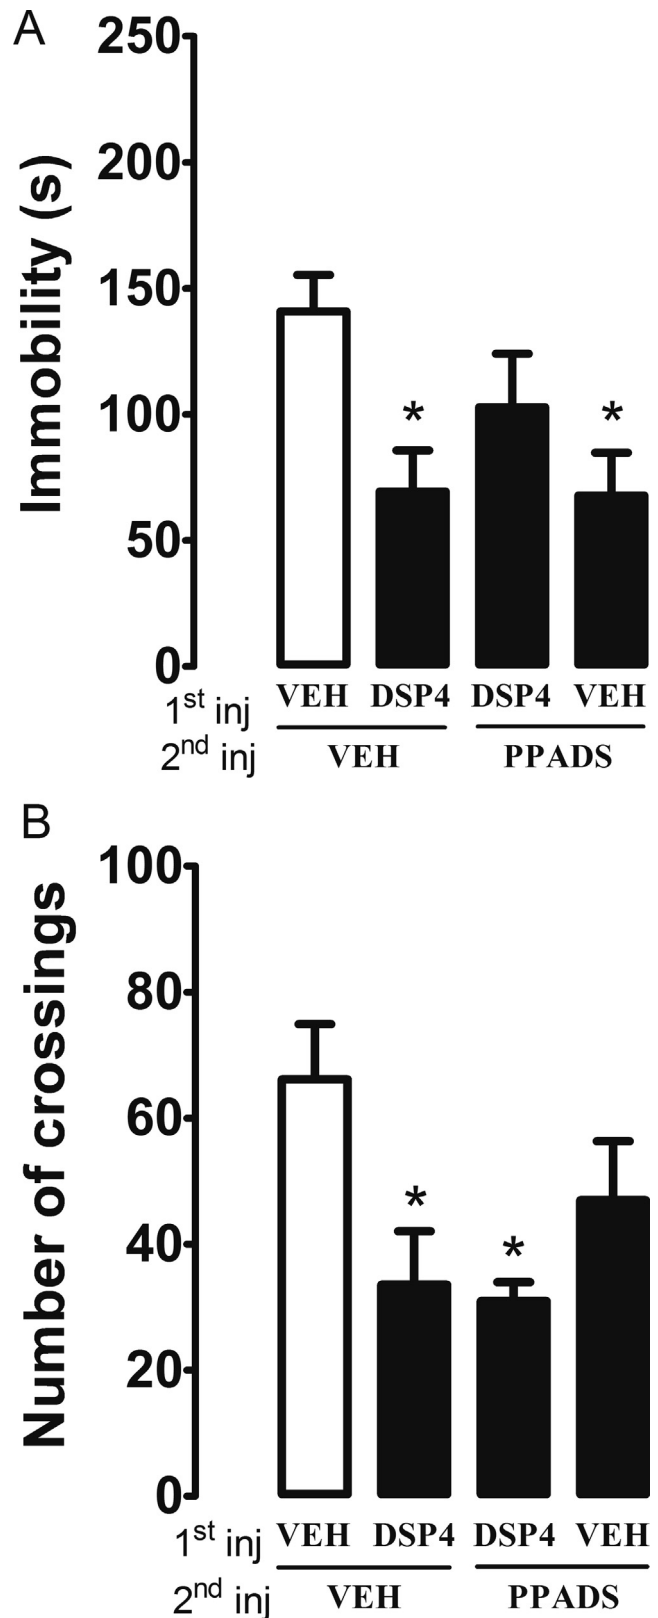 A
Immobility (s)
250
200
150
100
50
0
*
*
1st inj VEH DSP4 DSP4 VEH
2nd inj VEH PPADS
B
Number of crossings
100
80
60
40
20
0
*
*
1st inj VEH DSP4 DSP4 VEH
2nd inj VEH PPADS